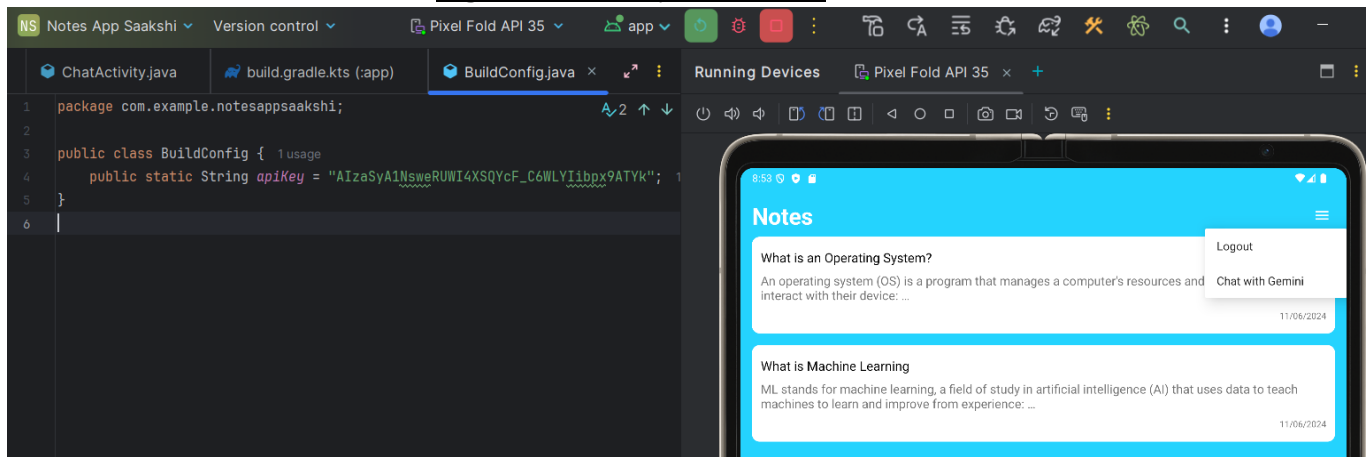 NS Notes App Saakshi Version control Pixel Fold API 35 app
ChatActivity.java build.gradle.kts (:app) BuildConfig.java
1 package com.example.notesappsaakshi; 2
2
3 public class BuildConfig { 1 usage
4 public static String apiKey = "AIzaSyA1NsweRUWI4XSQYcF_C6WLYIibpx9ATYk"; 1
5 }
6
Running Devices Pixel Fold API 35
8:53
Notes
Logout
Chat with Gemini
What is an Operating System?
An operating system (OS) is a program that manages a computer's resources and
interact with their device: …
11/06/2024
What is Machine Learning
ML stands for machine learning, a field of study in artificial intelligence (AI) that uses data to teach
machines to learn and improve from experience: …
11/06/2024